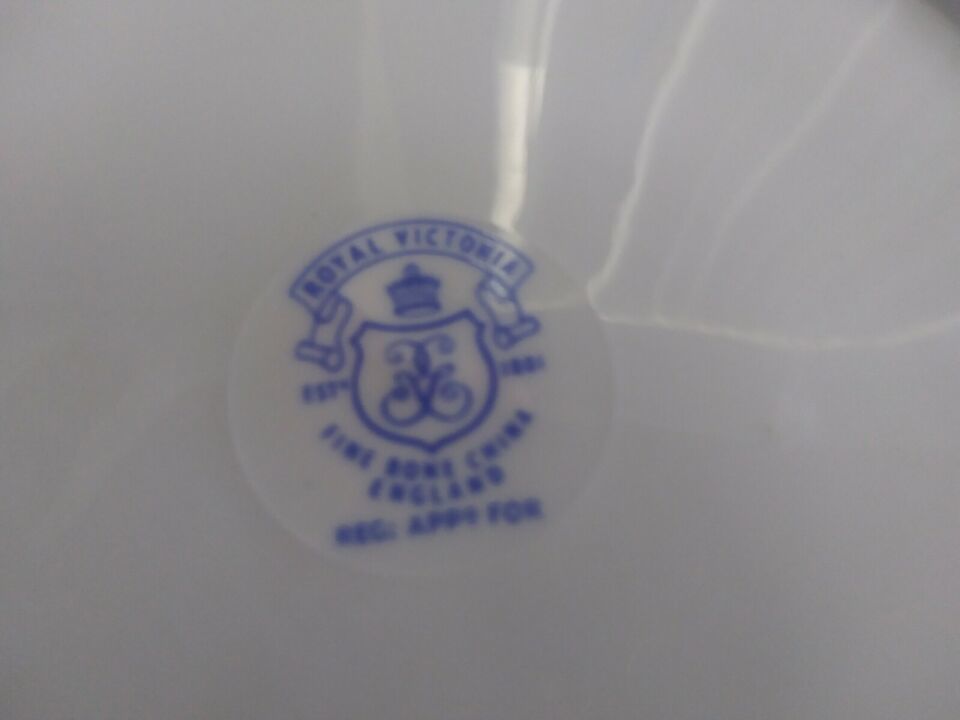 ROYAL VICTORIA
ESTD
FINE BONE CHINA
ENGLAND
REG: APPD FOR